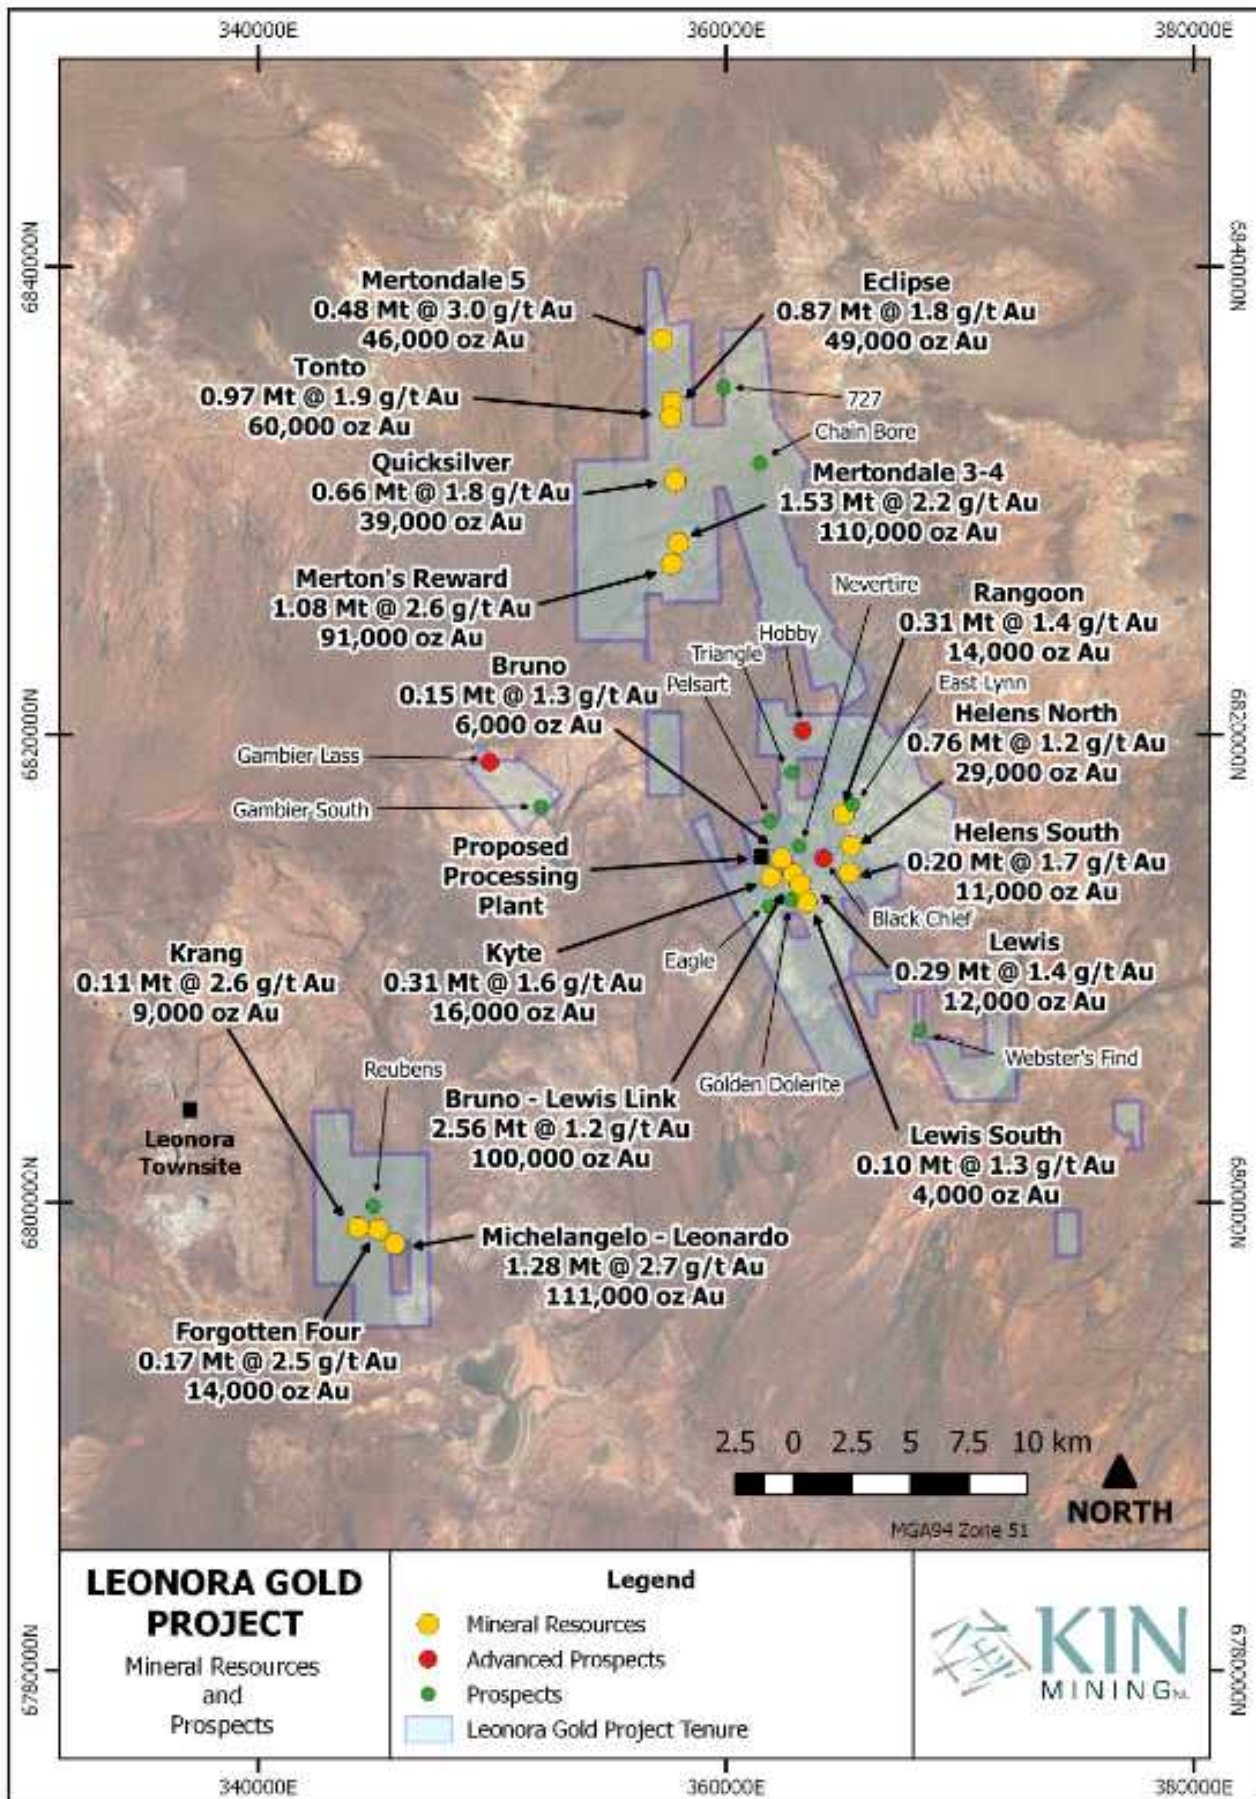 340000E
360000E
380000E
6840000N
6840000N
Mertondale 5
0.48 Mt @ 3.0 g/t Au
46,000 oz Au
Eclipse
0.87 Mt @ 1.8 g/t Au
49,000 oz Au
Tonto
0.97 Mt @ 1.9 g/t Au
60,000 oz Au
727
Chain Bore
Quicksilver
0.66 Mt @ 1.8 g/t Au
39,000 oz Au
Mertondale 3-4
1.53 Mt @ 2.2 g/t Au
110,000 oz Au
Merton's Reward
1.08 Mt @ 2.6 g/t Au
91,000 oz Au
Nevertire
Rangoon
0.31 Mt @ 1.4 g/t Au
14,000 oz Au
Hobby
Triangle
Pelsart
Bruno
0.15 Mt @ 1.3 g/t Au
6,000 oz Au
East Lynn
Helens North
0.76 Mt @ 1.2 g/t Au
29,000 oz Au
6820000N
6820000N
Gambier Lass
Gambier South
Proposed
Processing
Plant
Helens South
0.20 Mt @ 1.7 g/t Au
11,000 oz Au
Black Chief
Krang
0.11 Mt @ 2.6 g/t Au
9,000 oz Au
Kyte
0.31 Mt @ 1.6 g/t Au
16,000 oz Au
Eagle
Lewis
0.29 Mt @ 1.4 g/t Au
12,000 oz Au
Webster's Find
Reubens
Golden Dolerite
Leonora
Townsite
Bruno - Lewis Link
2.56 Mt @ 1.2 g/t Au
100,000 oz Au
Lewis South
0.10 Mt @ 1.3 g/t Au
4,000 oz Au
6800000N
6800000N
Michelangelo - Leonardo
1.28 Mt @ 2.7 g/t Au
111,000 oz Au
Forgotten Four
0.17 Mt @ 2.5 g/t Au
14,000 oz Au
2.5 0 2.5 5 7.5 10 km
NORTH
MGA94 Zone 51
LEONORA GOLD
PROJECT
Mineral Resources
and
Prospects
Legend
Mineral Resources
Advanced Prospects
Prospects
Leonora Gold Project Tenure
KIN
MINING NL
6780000N
6780000N
340000E
360000E
380000E